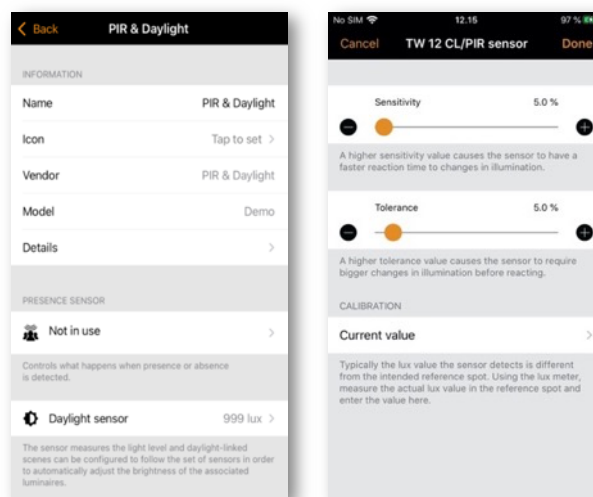 Back PIR & Daylight
INFORMATION
Name PIR & Daylight
Icon Tap to set
Vendor PIR & Daylight
Model Demo
Details
PRESENCE SENSOR
Not in use
Controls what happens when presence or absence
is detected.
Daylight sensor 999 lux
The sensor measures the light level and daylight-linked
scenes can be configured to follow the set of sensors in order
to automatically adjust the brightness of the associated
luminaires.
No SIM 12.15 97 %
Cancel TW 12 CL/PIR sensor Done
Sensitivity 5.0 %
A higher sensitivity value causes the sensor to have a
faster reaction time to changes in illumination.
Tolerance 5.0 %
A higher tolerance value causes the sensor to require
bigger changes in illumination before reacting.
CALIBRATION
Current value
Typically the lux value the sensor detects is different
from the intended reference spot. Using the lux meter,
measure the actual lux value in the reference spot and
enter the value here.